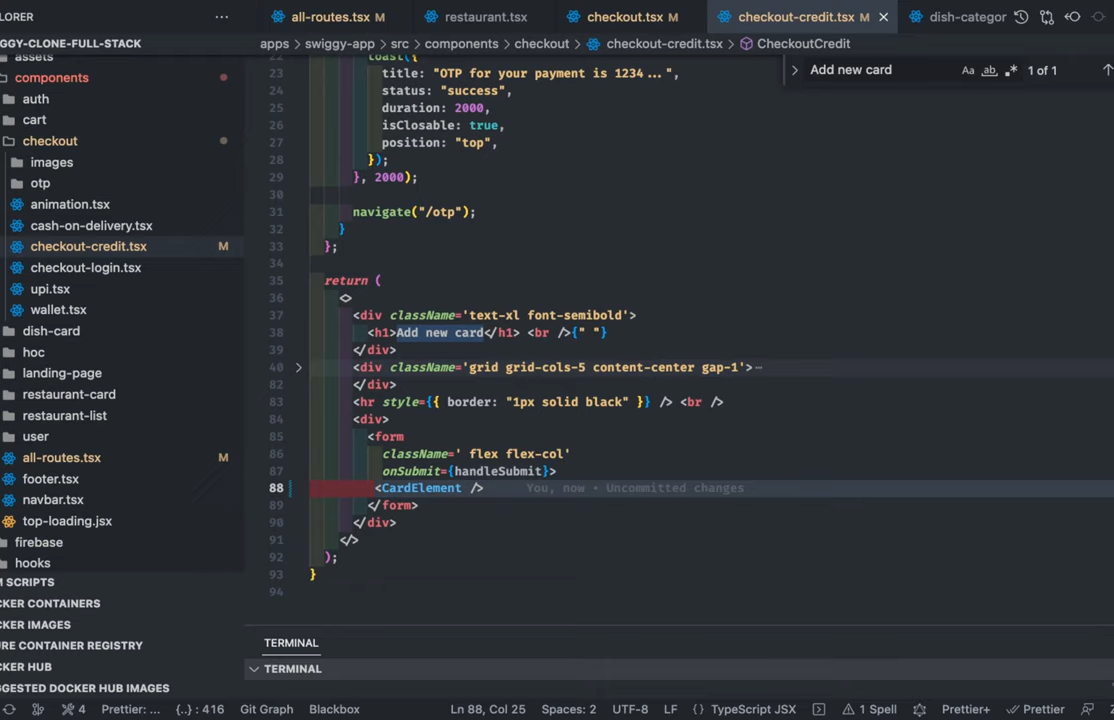 LORER
...
all-routes.tsx M
restaurant.tsx
checkout.tsx M
checkout-credit.tsx M
dish-categor
IGGY-CLONE-FULL-STACK
apps > swiggy-app > src > components > checkout > checkout-credit.tsx > CheckoutCredit
Add new card
Aa ab .*
1 of 1
assets
components
auth
cart
checkout
images
otp
animation.tsx
cash-on-delivery.tsx
checkout-credit.tsx M
checkout-login.tsx
upi.tsx
wallet.tsx
dish-card
hoc
landing-page
restaurant-card
restaurant-list
user
all-routes.tsx M
footer.tsx
navbar.tsx
top-loading.jsx
firebase
hooks
M SCRIPTS
CKER CONTAINERS
CKER IMAGES
URE CONTAINER REGISTRY
CKER HUB
GGESTED DOCKER HUB IMAGES
22 toast({
23 title: "OTP for your payment is 1234...",
24 status: "success",
25 duration: 2000,
26 isClosable: true,
27 position: "top",
28 });
29 }, 2000);
30
31 navigate("/otp");
32 }
33 };
34
35 return (
36 <>
37 <div className='text-xl font-semibold'>
38 <h1>Add new card</h1> <br />{" "}
39 </div>
40 <div className='grid grid-cols-5 content-center gap-1'>
82 </div>
83 <hr style={{ border: "1px solid black" }} /> <br />
84 <div>
85 <form
86 className=' flex flex-col'
87 onSubmit={handleSubmit}>
88 <CardElement /> You, now • Uncommitted changes
89 </form>
90 </div>
91 </>
92 );
93 }
94
TERMINAL
TERMINAL
4
Prettier: ...
{..} : 416
Git Graph
Blackbox
Ln 88, Col 25
Spaces: 2
UTF-8
LF
{ } TypeScript JSX
1 Spell
Prettier+
Prettier